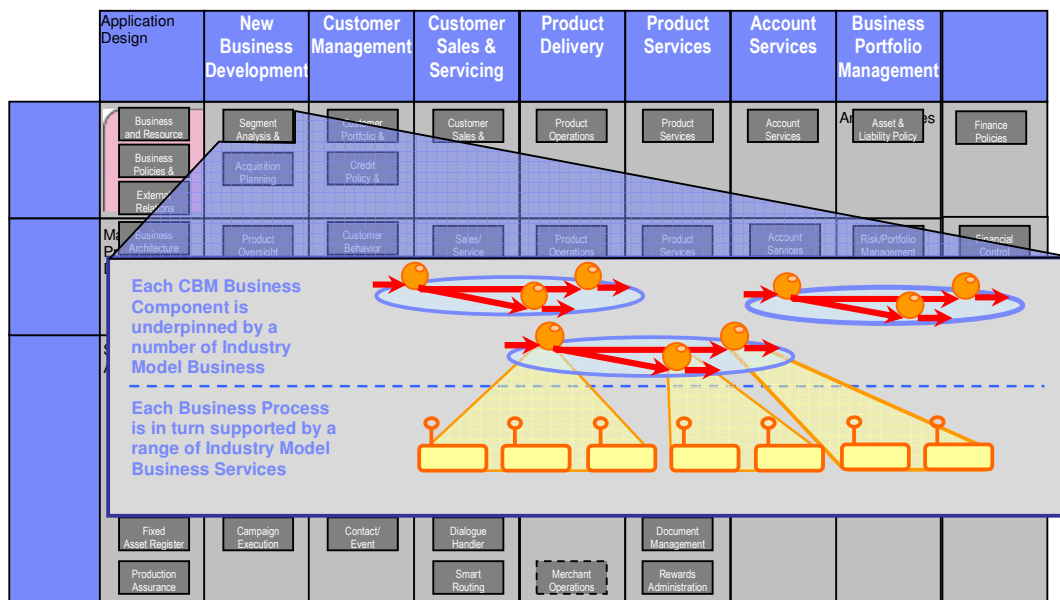 Application
Design
New
Business
Development
Customer
Management
Customer
Sales &
Servicing
Product
Delivery
Product
Services
Account
Services
Business
Portfolio
Management
Business
and Resource
Segment
Analysis &
Customer
Portfolio &
Customer
Sales &
Product
Operations
Product
Services
Account
Services
Asset &
Liability Policy
Finance
Policies
Business
Policies &
Acquisition
Planning
Credit
Policy &
External
Relations
Business
Architecture
Product
Oversight
Customer
Behavior
Sales/
Service
Product
Operations
Product
Services
Account
Services
Risk/Portfolio
Management
Financial
Control
Each CBM Business
Component is
underpinned by a
number of Industry
Model Business
Each Business Process
is in turn supported by a
range of Industry Model
Business Services
Fixed
Asset Register
Campaign
Execution
Contact/
Event
Dialogue
Handler
Document
Management
Production
Assurance
Smart
Routing
Merchant
Operations
Rewards
Administration